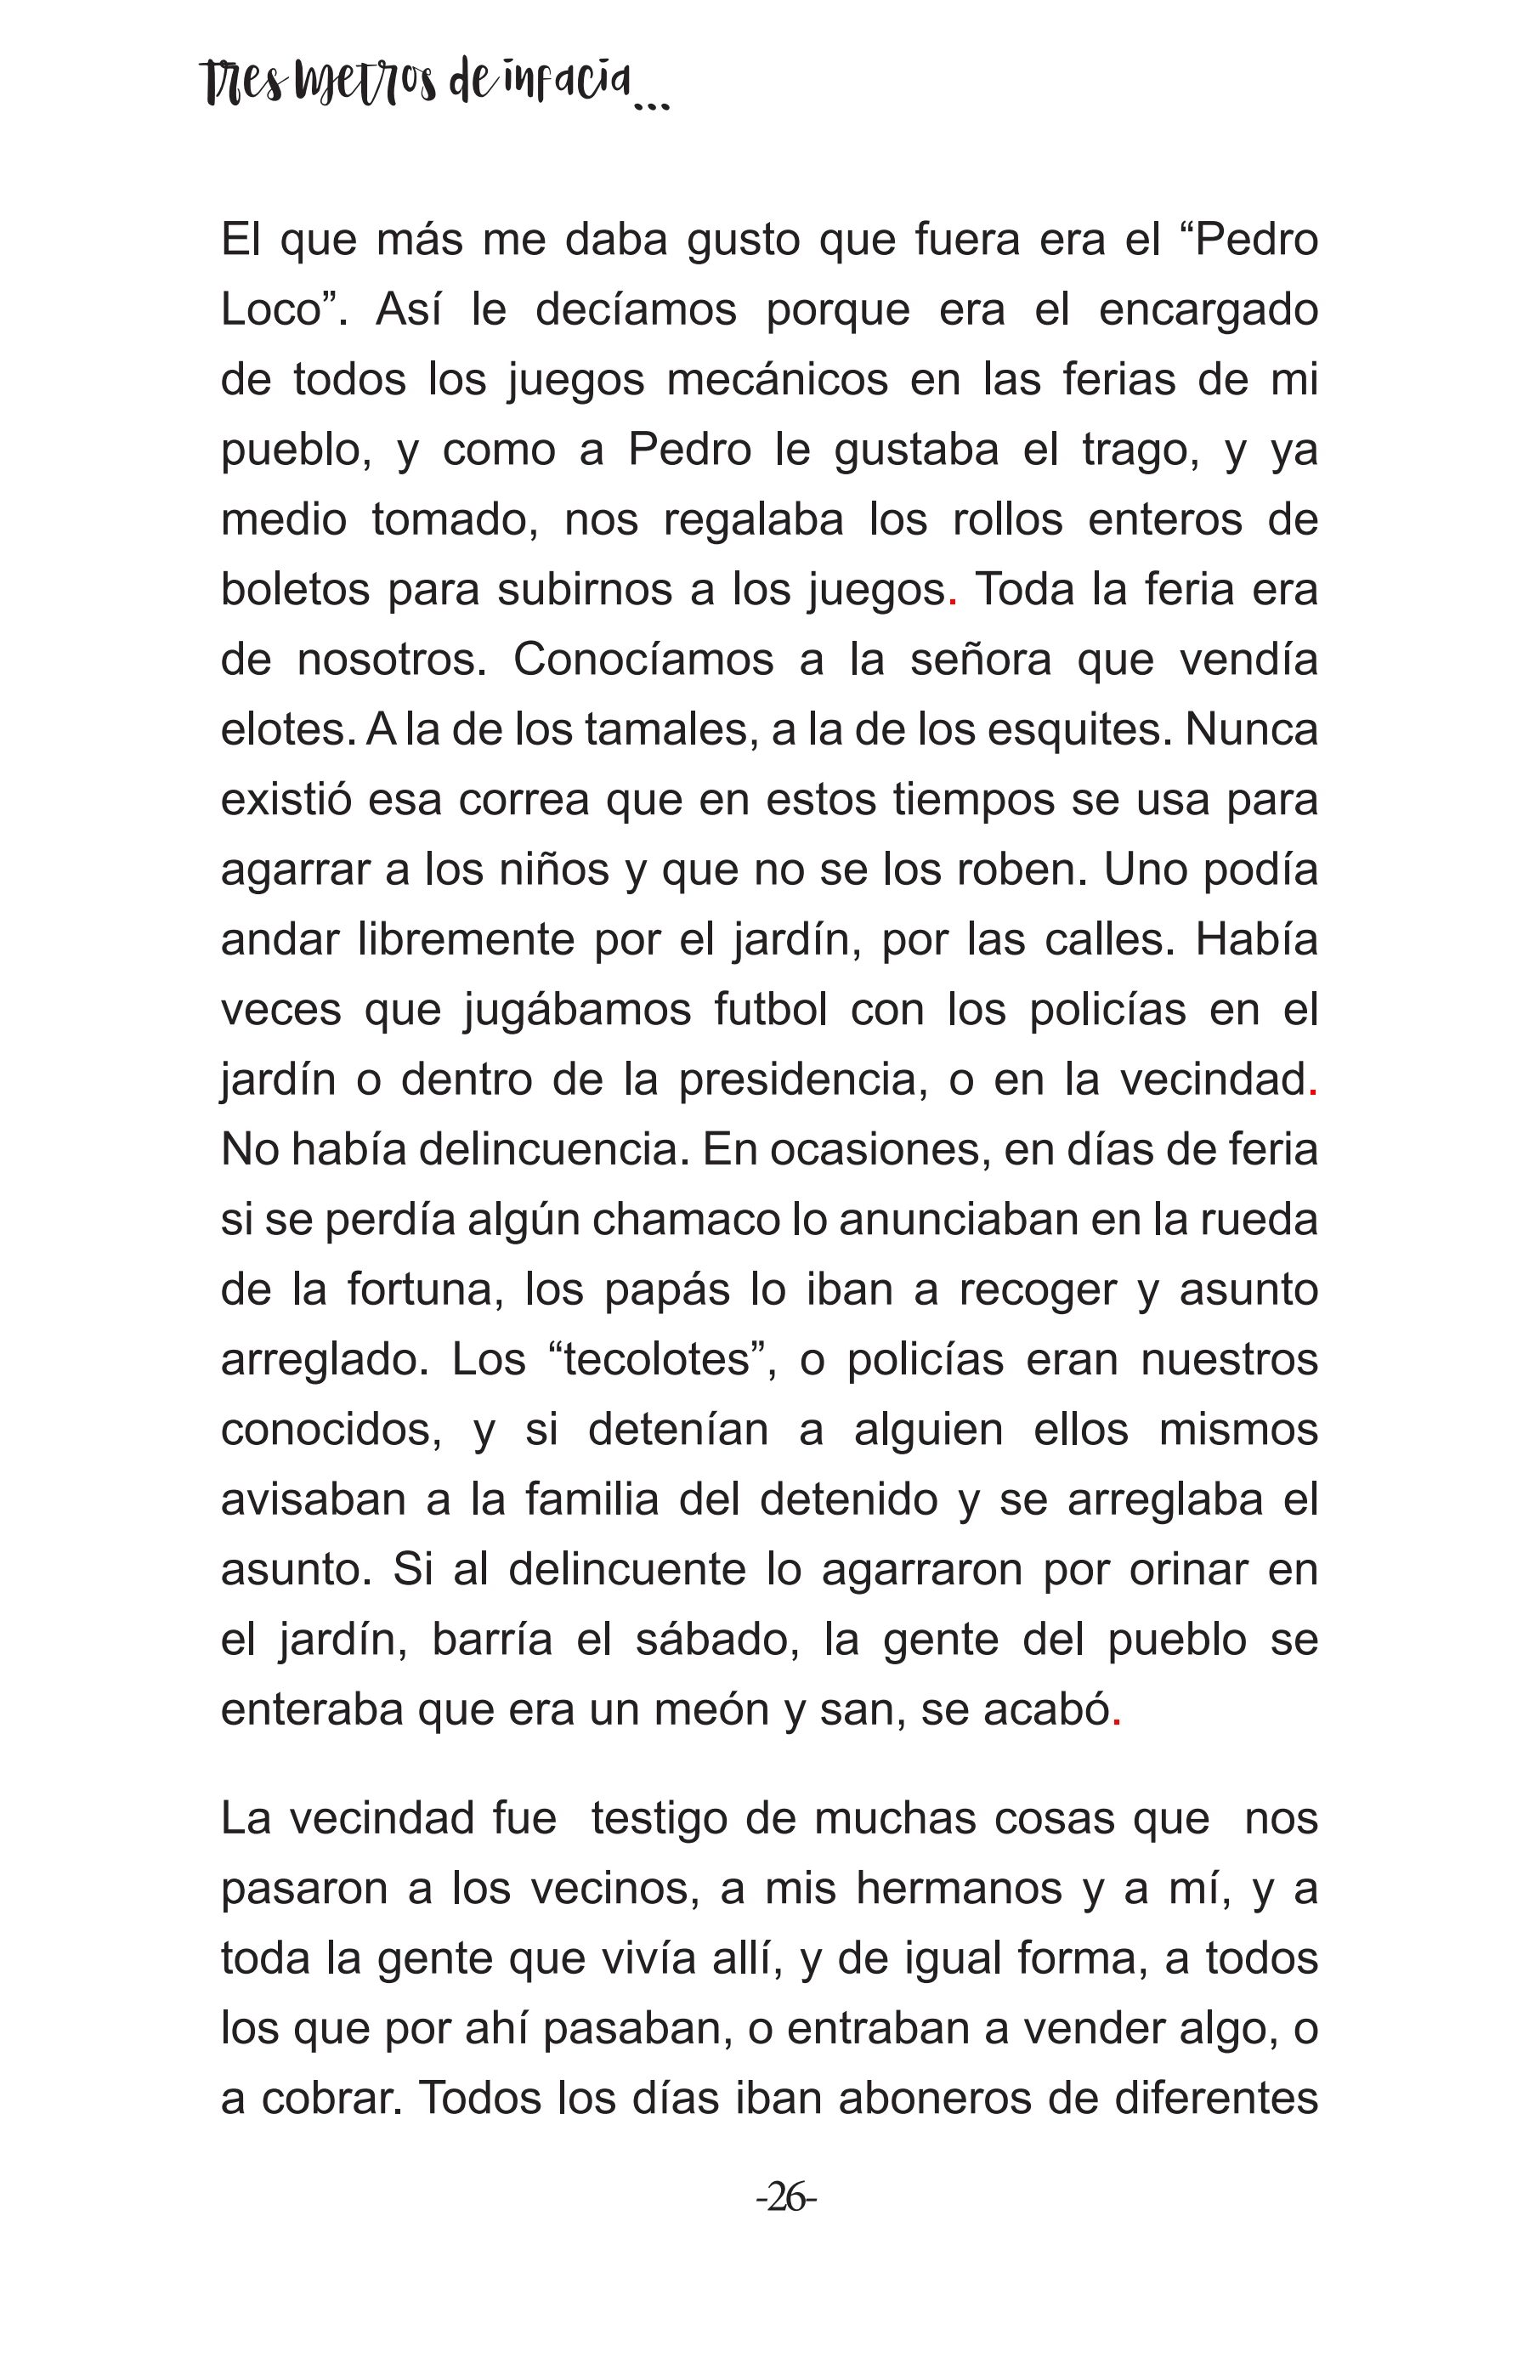 Tres metros de infacia...
El que más me daba gusto que fuera era el “Pedro
Loco”. Así le decíamos porque era el encargado
de todos los juegos mecánicos en las ferias de mi
pueblo, y como a Pedro le gustaba el trago, y ya
medio tomado, nos regalaba los rollos enteros de
boletos para subirnos a los juegos. Toda la feria era
de nosotros. Conocíamos a la señora que vendía
elotes. A la de los tamales, a la de los esquites. Nunca
existió esa correa que en estos tiempos se usa para
agarrar a los niños y que no se los roben. Uno podía
andar libremente por el jardín, por las calles. Había
veces que jugábamos futbol con los policías en el
jardín o dentro de la presidencia, o en la vecindad.
No había delincuencia. En ocasiones, en días de feria
si se perdía algún chamaco lo anunciaban en la rueda
de la fortuna, los papás lo iban a recoger y asunto
arreglado. Los “tecolotes”, o policías eran nuestros
conocidos, y si detenían a alguien ellos mismos
avisaban a la familia del detenido y se arreglaba el
asunto. Si al delincuente lo agarraron por orinar en
el jardín, barría el sábado, la gente del pueblo se
enteraba que era un meón y san, se acabó.
La vecindad fue  testigo de muchas cosas que  nos
pasaron a los vecinos, a mis hermanos y a mí, y a
toda la gente que vivía allí, y de igual forma, a todos
los que por ahí pasaban, o entraban a vender algo, o
a cobrar. Todos los días iban aboneros de diferentes
-26-